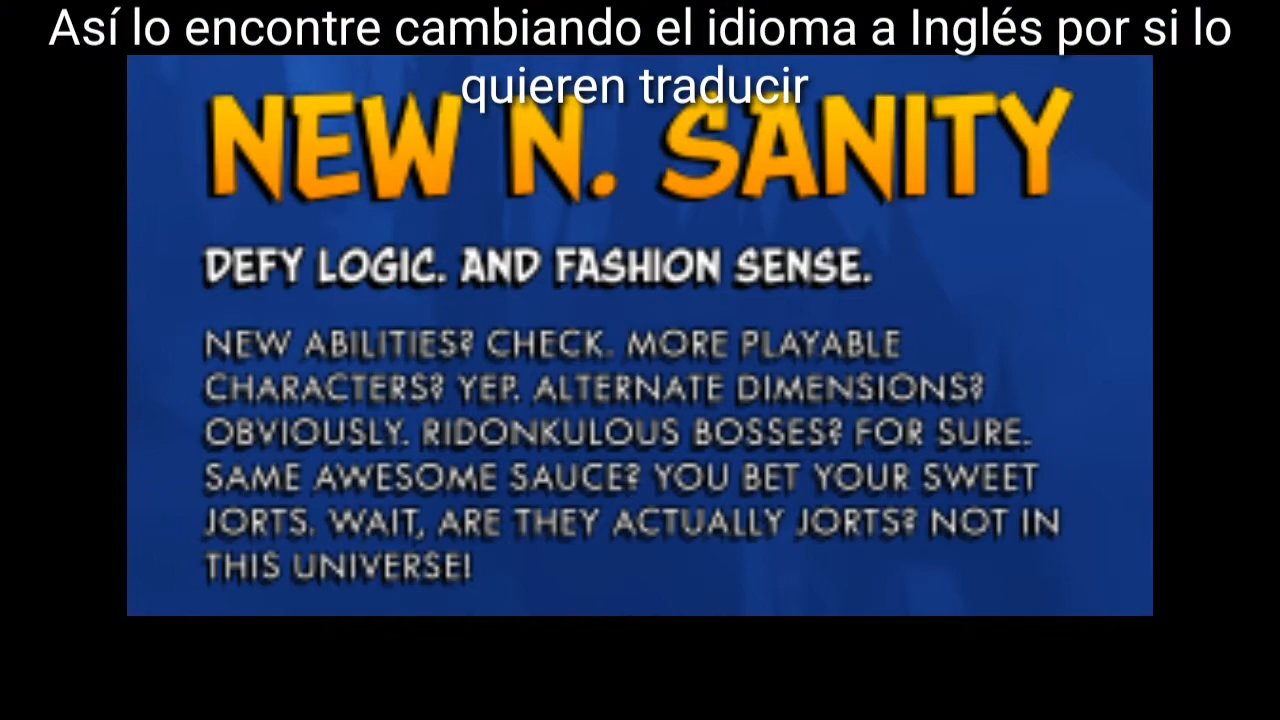 Así lo encontre cambiando el idioma a Inglés por si lo
quieren traducir
NEW N. SANITY
DEFY LOGIC. AND FASHION SENSE.
NEW ABILITIES? CHECK. MORE PLAYABLE
CHARACTERS? YEP. ALTERNATE DIMENSIONS?
OBVIOUSLY. RIDONKULOUS BOSSES? FOR SURE.
SAME AWESOME SAUCE? YOU BET YOUR SWEET
JORTS. WAIT, ARE THEY ACTUALLY JORTS? NOT IN
THIS UNIVERSE!